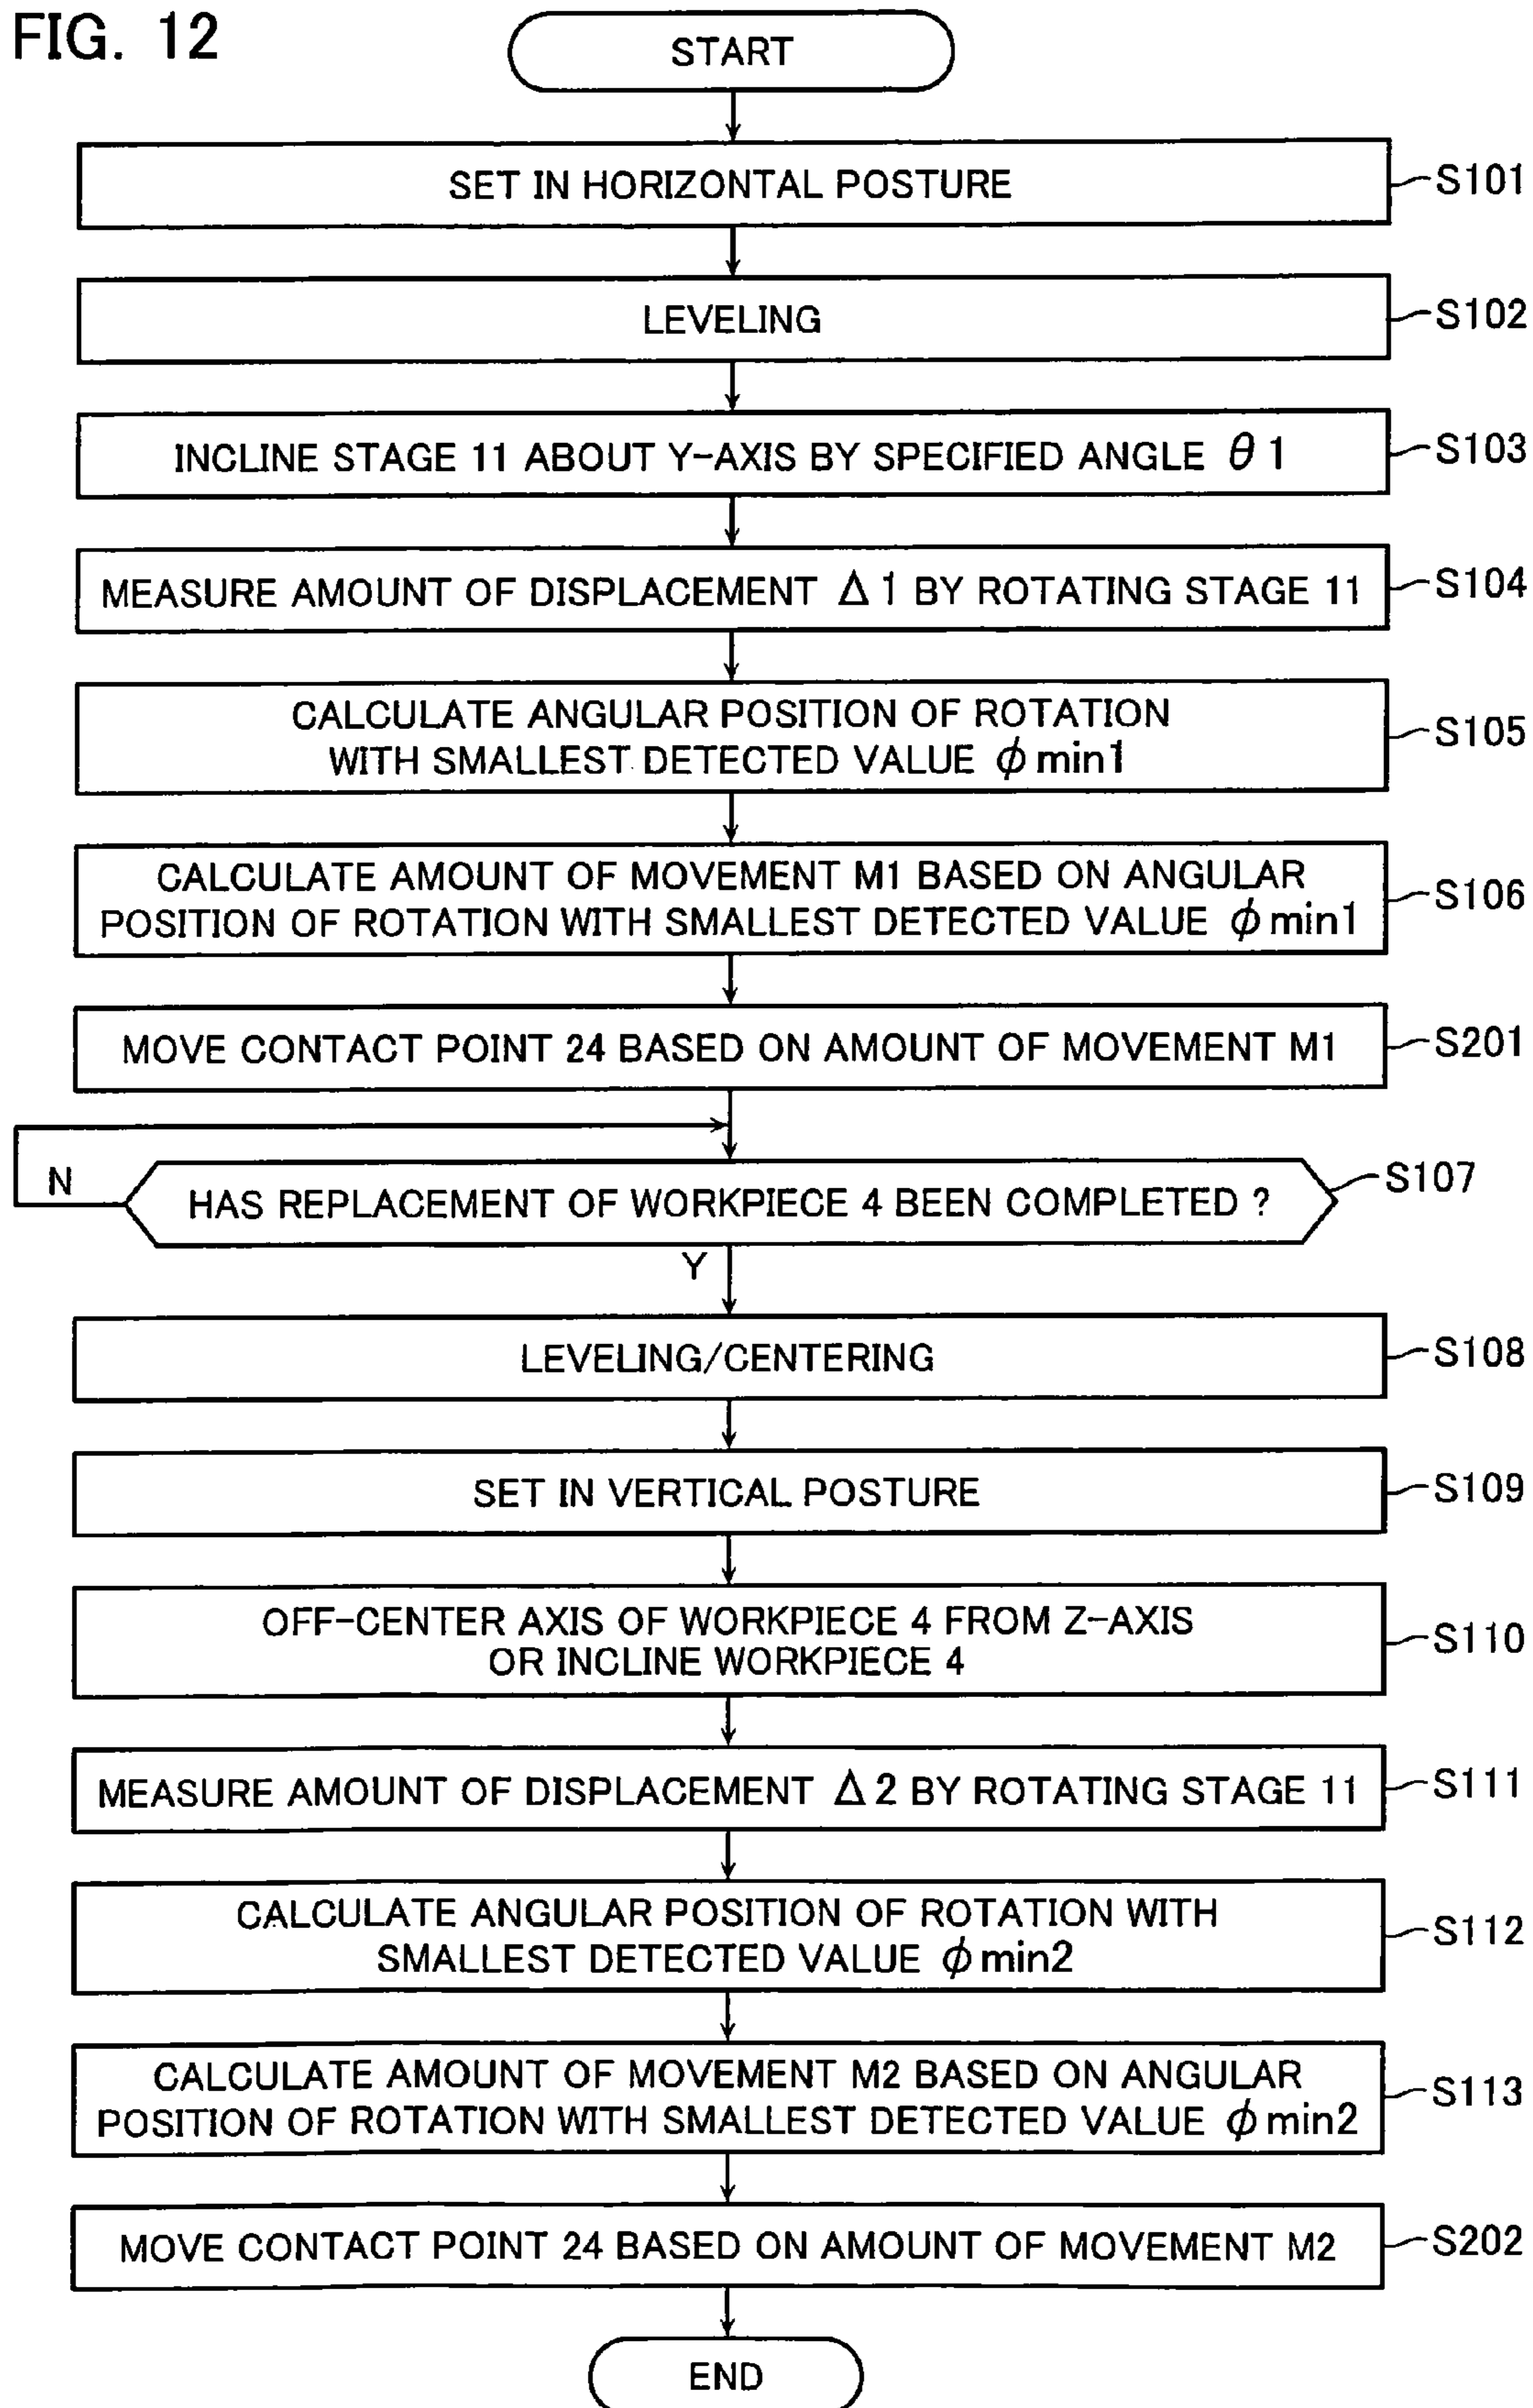 FIG. 12
START
SET IN HORIZONTAL POSTURE
S101
LEVELING
S102
INCLINE STAGE 11 ABOUT Y-AXIS BY SPECIFIED ANGLE θ1
S103
MEASURE AMOUNT OF DISPLACEMENT Δ1 BY ROTATING STAGE 11
S104
CALCULATE ANGULAR POSITION OF ROTATION
WITH SMALLEST DETECTED VALUE ϕmin1
S105
CALCULATE AMOUNT OF MOVEMENT M1 BASED ON ANGULAR
POSITION OF ROTATION WITH SMALLEST DETECTED VALUE ϕmin1
S106
MOVE CONTACT POINT 24 BASED ON AMOUNT OF MOVEMENT M1
S201
N
HAS REPLACEMENT OF WORKPIECE 4 BEEN COMPLETED ?
S107
Y
LEVELING/CENTERING
S108
SET IN VERTICAL POSTURE
S109
OFF-CENTER AXIS OF WORKPIECE 4 FROM Z-AXIS
OR INCLINE WORKPIECE 4
S110
MEASURE AMOUNT OF DISPLACEMENT Δ2 BY ROTATING STAGE 11
S111
CALCULATE ANGULAR POSITION OF ROTATION WITH
SMALLEST DETECTED VALUE ϕmin2
S112
CALCULATE AMOUNT OF MOVEMENT M2 BASED ON ANGULAR
POSITION OF ROTATION WITH SMALLEST DETECTED VALUE ϕmin2
S113
MOVE CONTACT POINT 24 BASED ON AMOUNT OF MOVEMENT M2
S202
END